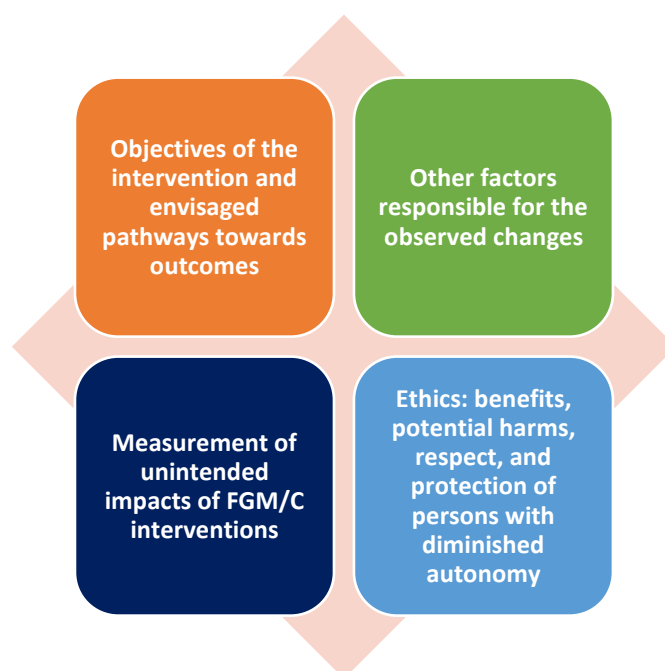 Objectives of the
intervention and
envisaged
pathways towards
outcomes
Other factors
responsible for the
observed changes
Measurement of
unintended
impacts of FGM/C
interventions
Ethics: benefits,
potential harms,
respect, and
protection of
persons with
diminished
autonomy